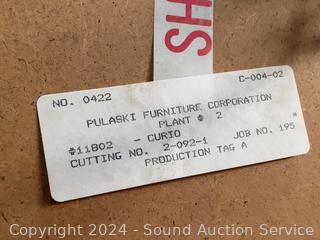 SHS
NO. 0422
C-004-02
PULASKI FURNITURE CORPORATION
PLANT # 2
#11802 - CURIO
JOB NO. 195
CUTTING NO. 2-092-1
PRODUCTION TAG A
Copyright 2024 - Sound Auction Service